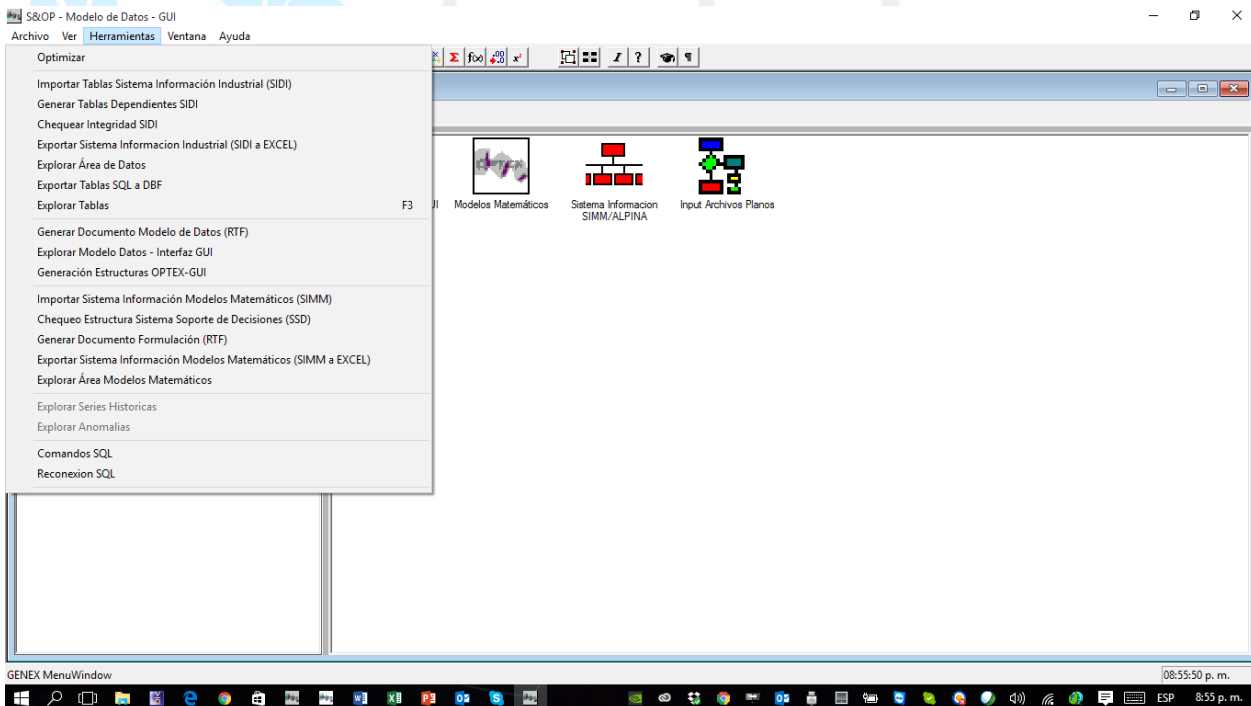 S&OP - Modelo de Datos - GUI
Archivo Ver Herramientas Ventana Ayuda
Optimizar
Importar Tablas Sistema Información Industrial (SIDI)
Generar Tablas Dependientes SIDI
Chequear Integridad SIDI
Exportar Sistema Informacion Industrial (SIDI a EXCEL)
Explorar Área de Datos
Exportar Tablas SQL a DBF
Explorar Tablas F3
Generar Documento Modelo de Datos (RTF)
Explorar Modelo Datos - Interfaz GUI
Generación Estructuras OPTEX-GUI
Importar Sistema Información Modelos Matemáticos (SIMM)
Chequeo Estructura Sistema Soporte de Decisiones (SSD)
Generar Documento Formulación (RTF)
Exportar Sistema Información Modelos Matemáticos (SIMM a EXCEL)
Explorar Área Modelos Matemáticos
Explorar Series Historicas
Explorar Anomalias
Comandos SQL
Reconexion SQL
Modelos Matemáticos
Sistema Informacion
SIMM/ALPINA
Input Archivos Planos
GENEX MenuWindow
08:55:50 p. m.
ESP 8:55 p. m.